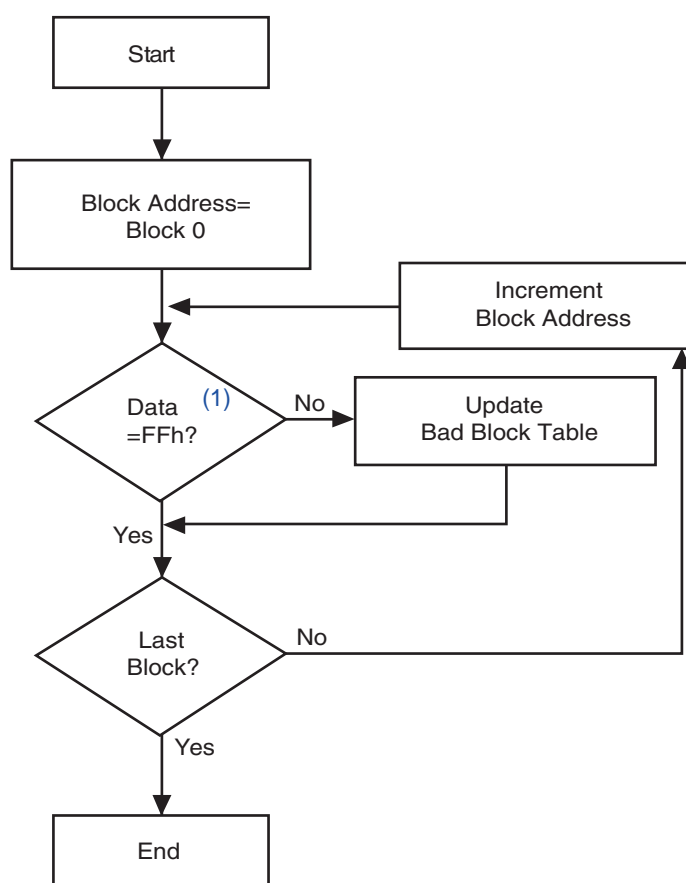 Start
Block Address=
Block 0
Increment
Block Address
Data (1)
=FFh?
No
Update
Bad Block Table
Yes
Last
Block?
No
Yes
End